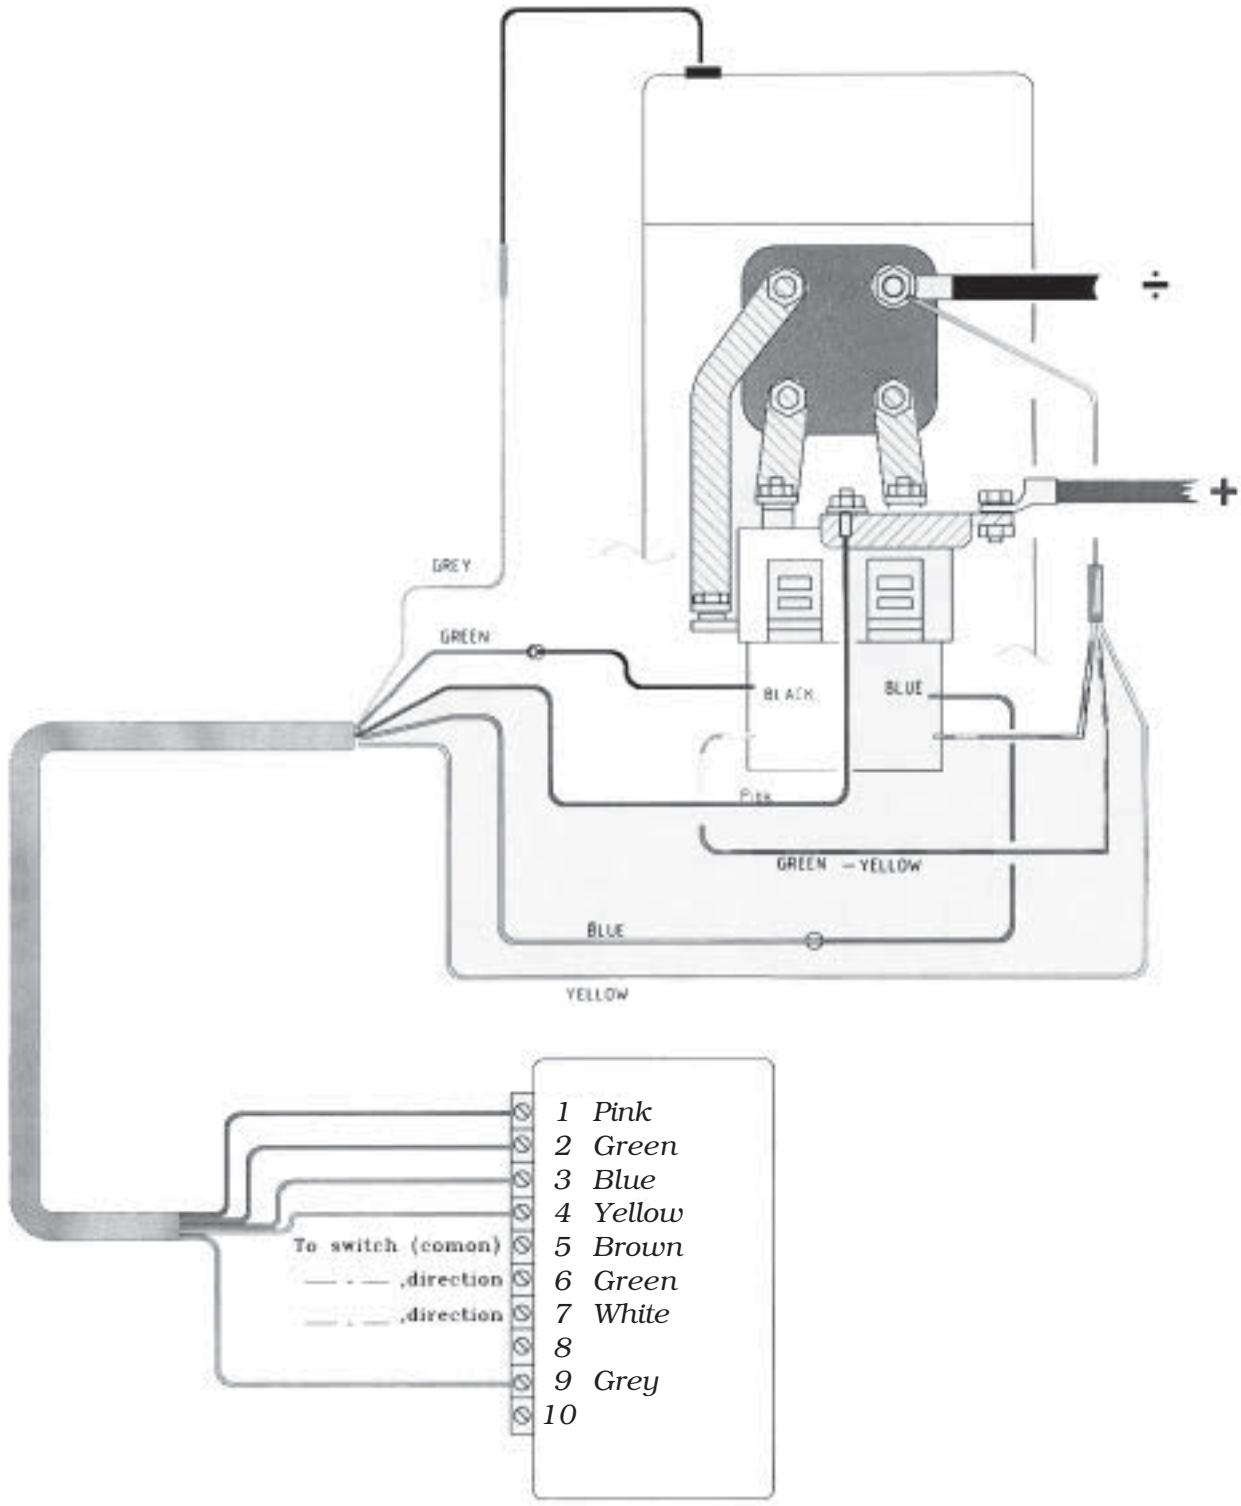 ÷
+
GREY
GREEN
BLACK
BLUE
Pink
GREEN - YELLOW
BLUE
YELLOW
1 Pink
2 Green
3 Blue
4 Yellow
To switch (comon) 5 Brown
— . — ,direction 6 Green
— . — ,direction 7 White
8
9 Grey
10